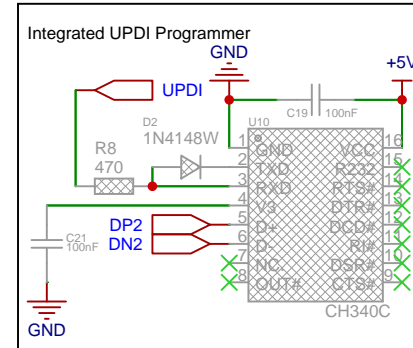 Integrated UPDI Programmer
GND
+5V
UPDI
C19 100nF
D2
1N4148W
U10
R8
470
1 GND VCC 16
2 TXD R232 15
3 RXD RTS# 14
4 V3 DTR# 13
DP2 5 D+ DCD# 12
DN2 6 D- RI# 11
7 NC. DSR# 10
8 OUT# CTS# 9
C21
100nF
CH340C
GND